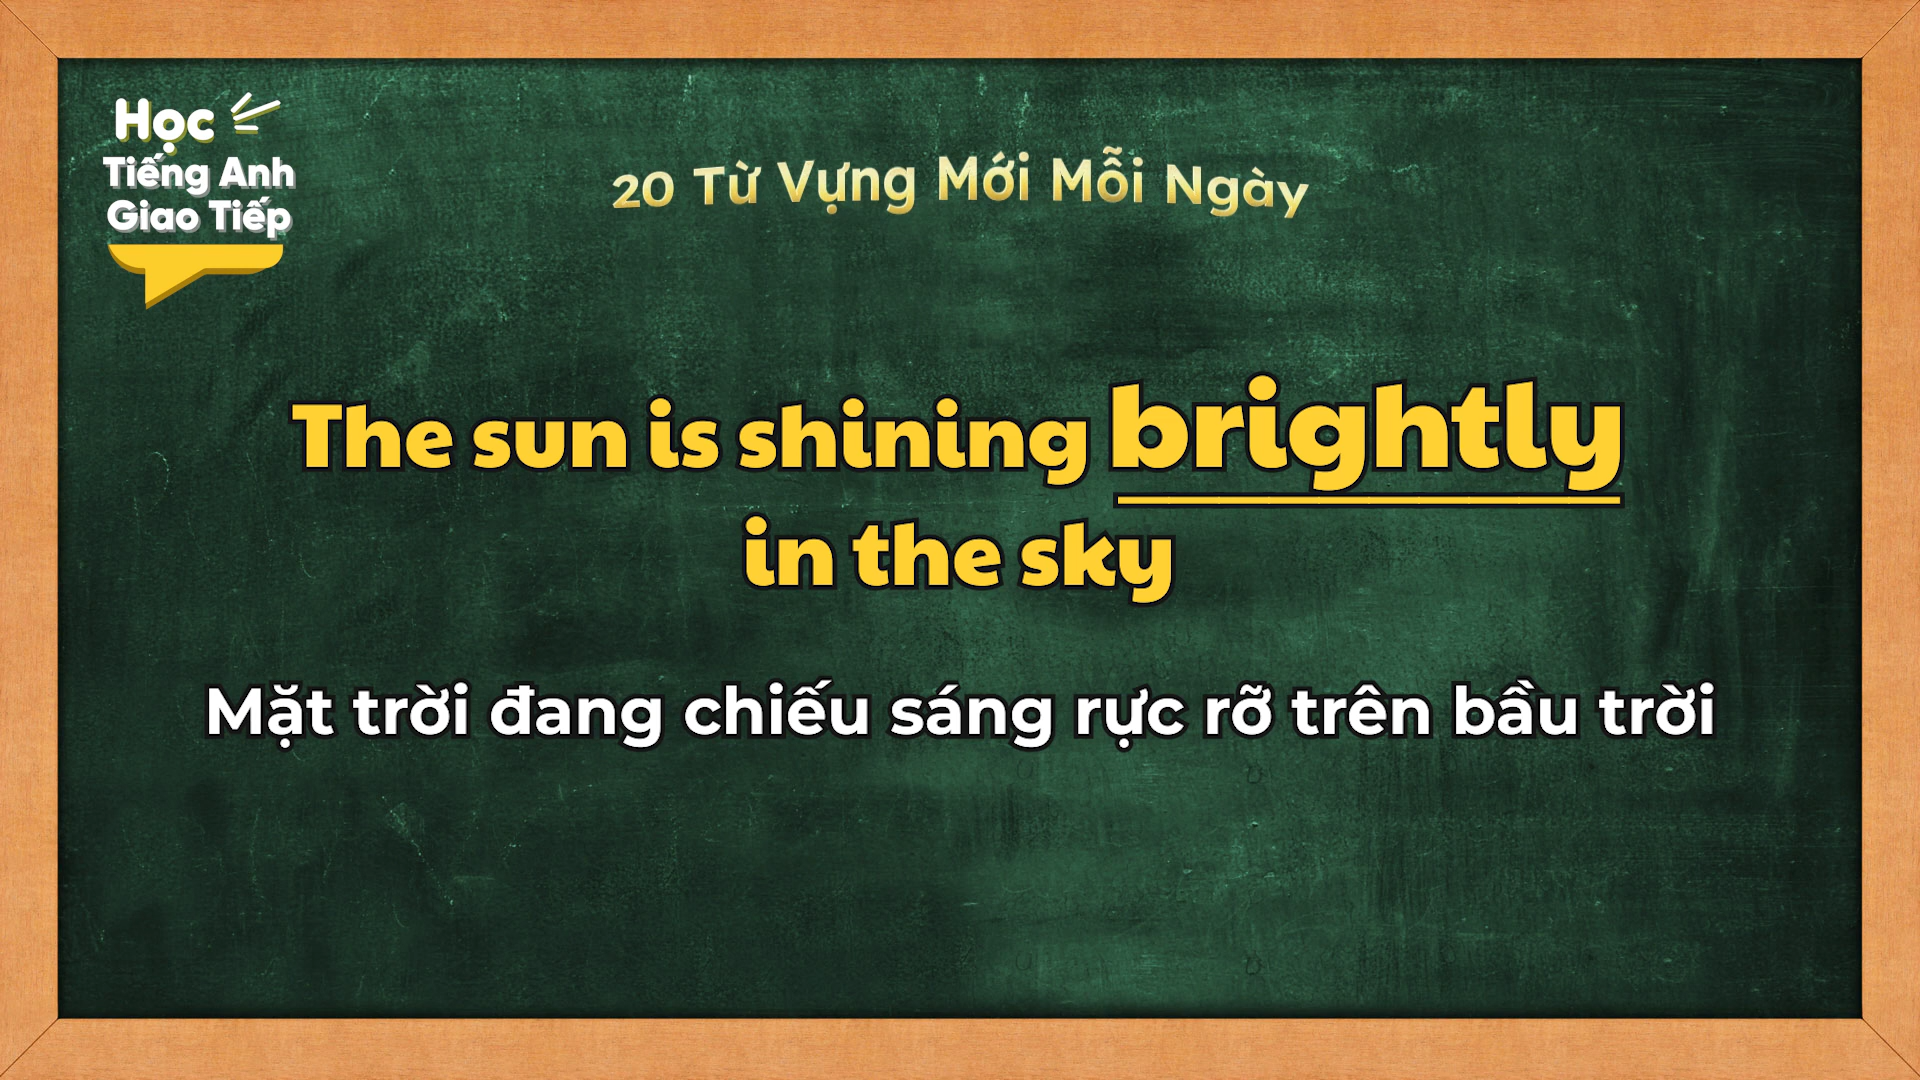 Học
Tiếng Anh
Giao Tiếp
20 Từ Vựng Mới Mỗi Ngày
The sun is shining brightly
in the sky
Mặt trời đang chiếu sáng rực rỡ trên bầu trời